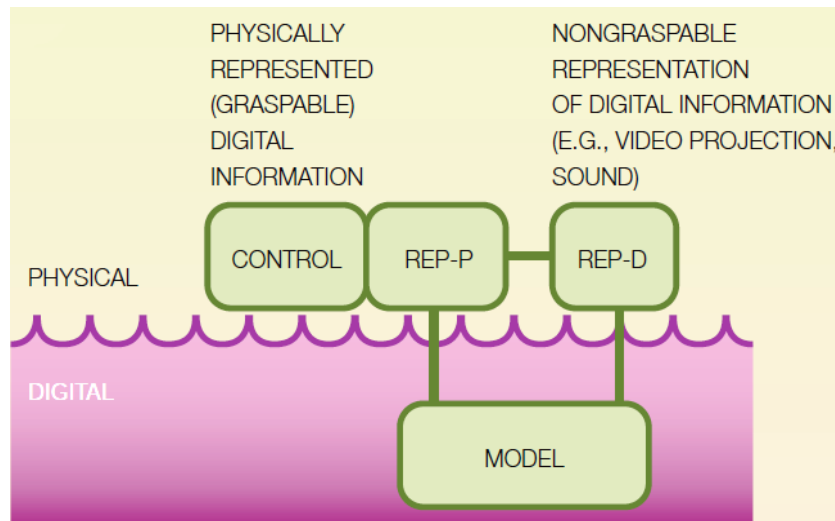 PHYSICALLY
REPRESENTED
(GRASPABLE)
DIGITAL
INFORMATION
NONGRASPABLE
REPRESENTATION
OF DIGITAL INFORMATION
(E.G., VIDEO PROJECTION,
SOUND)
CONTROL
REP-P
REP-D
PHYSICAL
DIGITAL
MODEL